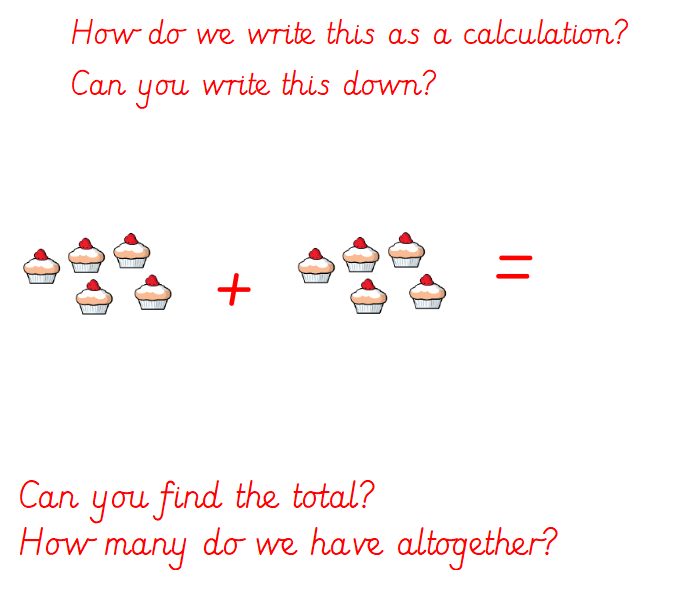 How do we write this as a calculation?
Can you write this down?
+ =
Can you find the total?
How many do we have altogether?